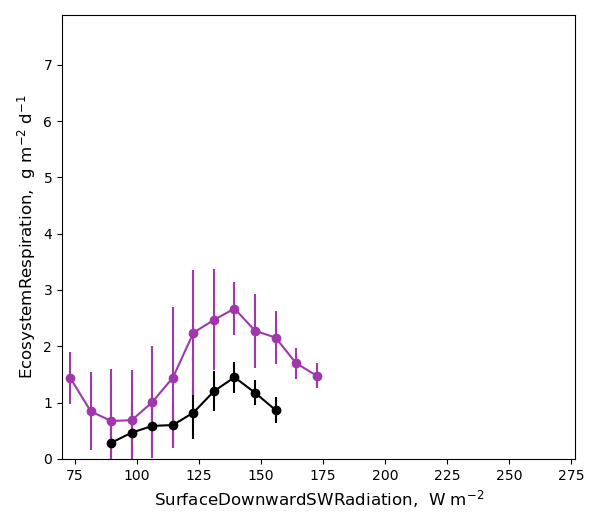 7
6
5
4
3
2
1
0
75 100 125 150 175 200 225 250 275
EcosystemRespiration, g m⁻² d⁻¹
SurfaceDownwardSWRadiation, W m⁻²